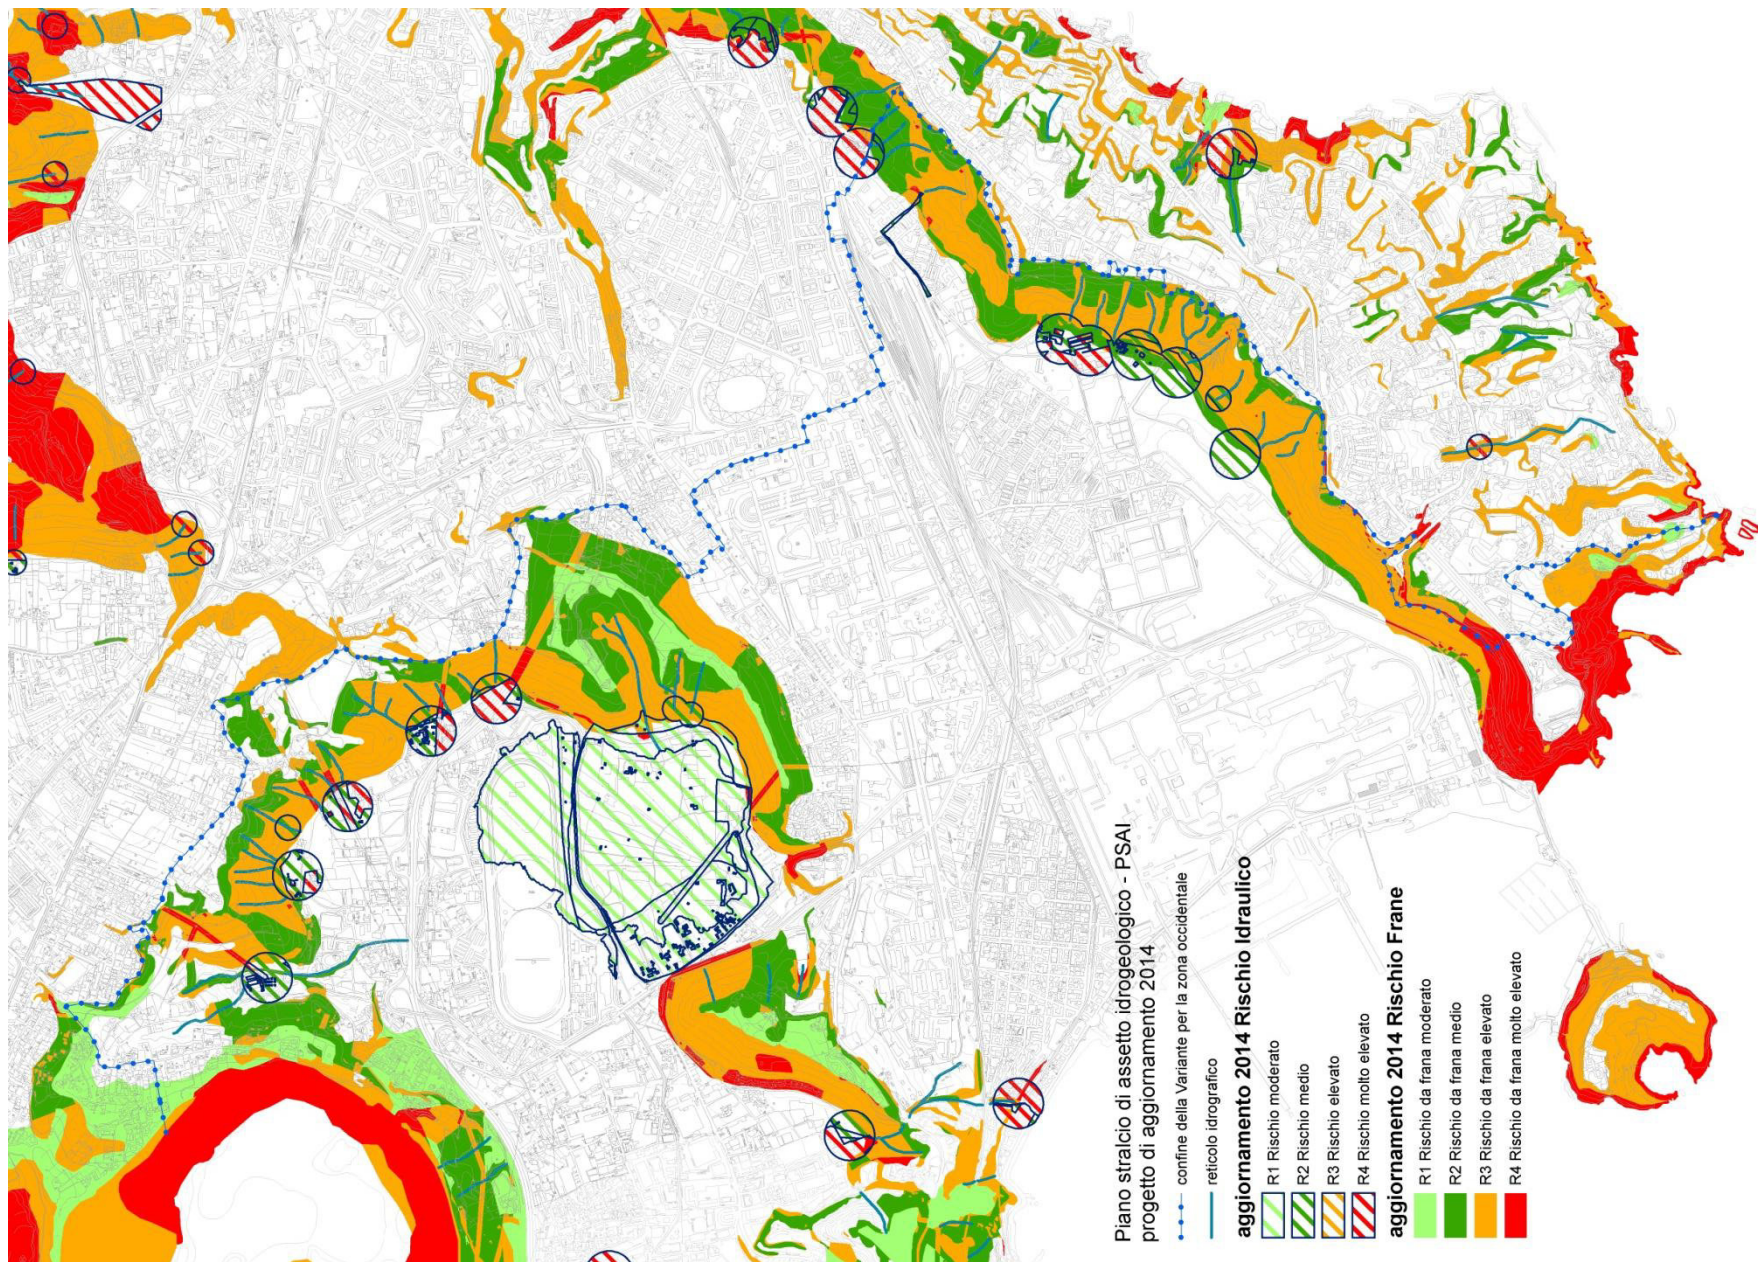 Piano stralcio di assetto idrogeologico - PSAI
progetto di aggiornamento 2014
confine della Variante per la zona occidentale
reticolo idrografico
aggiornamento 2014 Rischio Idraulico
R1 Rischio moderato
R2 Rischio medio
R3 Rischio elevato
R4 Rischio molto elevato
aggiornamento 2014 Rischio Frane
R1 Rischio da frana moderato
R2 Rischio da frana medio
R3 Rischio da frana elevato
R4 Rischio da frana molto elevato